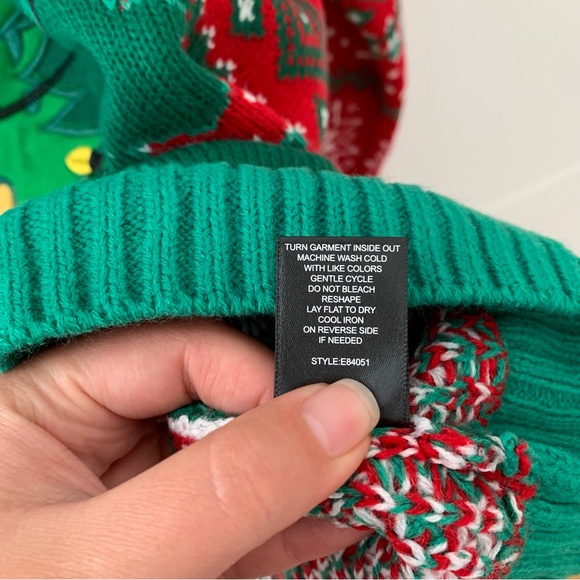 TURN GARMENT INSIDE OUT
MACHINE WASH COLD
WITH LIKE COLORS
GENTLE CYCLE
DO NOT BLEACH
RESHAPE
LAY FLAT TO DRY
COOL IRON
ON REVERSE SIDE
IF NEEDED
STYLE:E84051